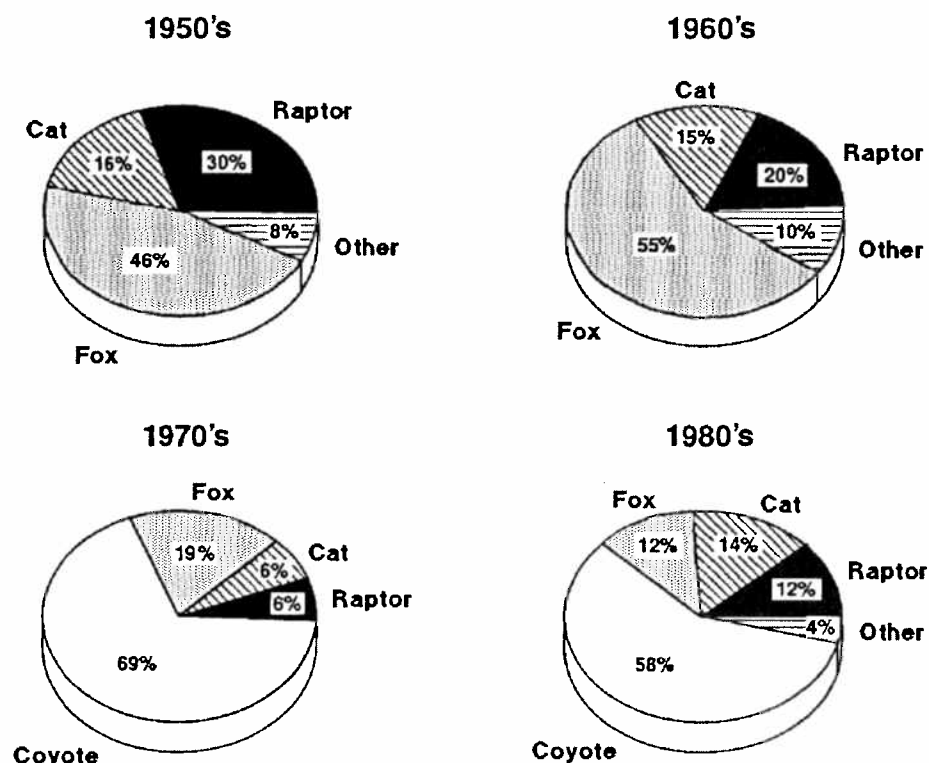 1950's
Raptor
Cat
16%
30%
8%
Other
46%
Fox
1960's
Cat
15%
Raptor
20%
10%
Other
55%
Fox
1970's
Fox
19%
Cat
6%
6%
Raptor
69%
Coyote
1980's
Fox
Cat
12%
14%
Raptor
12%
4%
Other
58%
Coyote